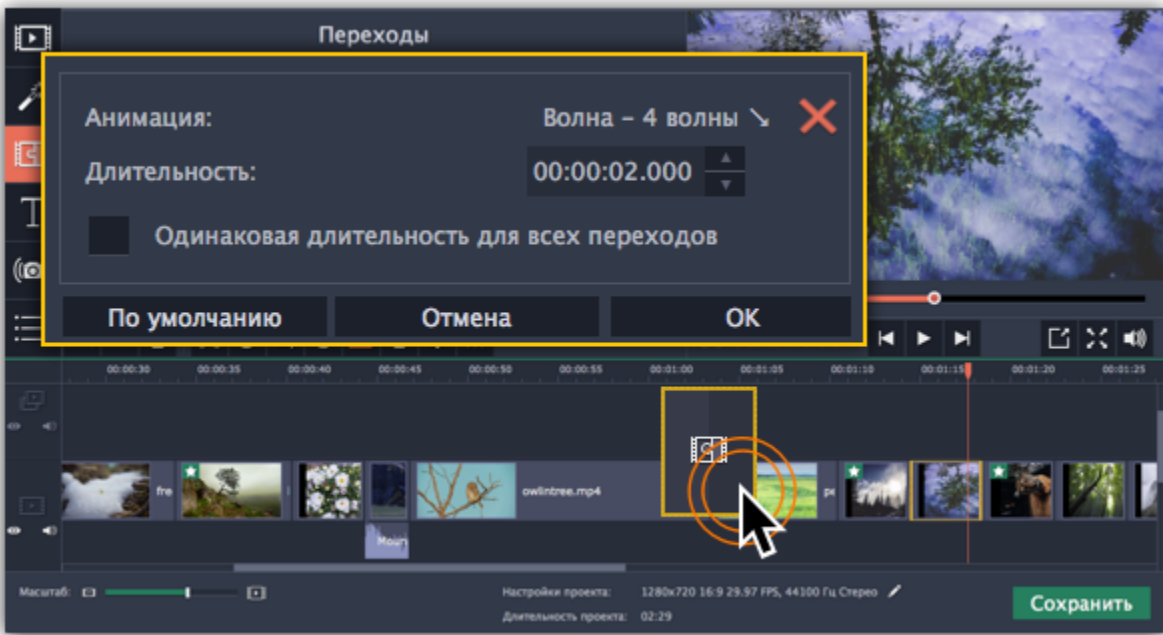 Переходы
Анимация:
Волна – 4 волны ↘
Длительность:
00:00:02.000
Одинаковая длительность для всех переходов
По умолчанию
Отмена
OK
00:00:30 00:00:35 00:00:40 00:00:45 00:00:50 00:00:55 00:01:00 00:01:05 00:01:10 00:01:15 00:01:20 00:01:25
fre
owlintree.mp4
Moun
Масштаб:
Настройки проекта: 1280x720 16:9 29.97 FPS, 44100 Гц Стерео
Длительность проекта: 02:29
Сохранить